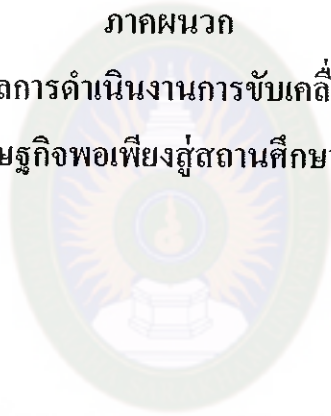 ภาคผนวก
ลการดำเนินงานการขับเคลื่
ษฐกิจพอเพียงสู่สถานศึกษา